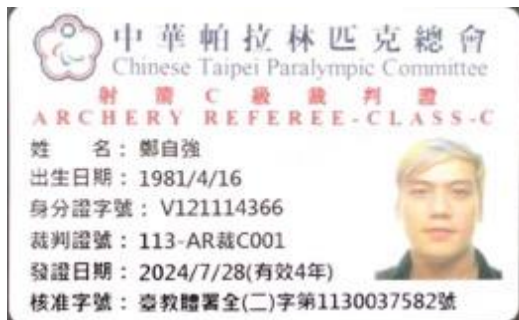 中華帕拉林匹克總會
Chinese Taipei Paralympic Committee
射箭C級裁判證
ARCHERY REFEREE-CLASS-C
姓　名：鄭自強
出生日期：1981/4/16
身分證字號：V121114366
裁判證號：113-AR裁C001
發證日期：2024/7/28(有效4年)
核准字號：臺教體署全(二)字第1130037582號